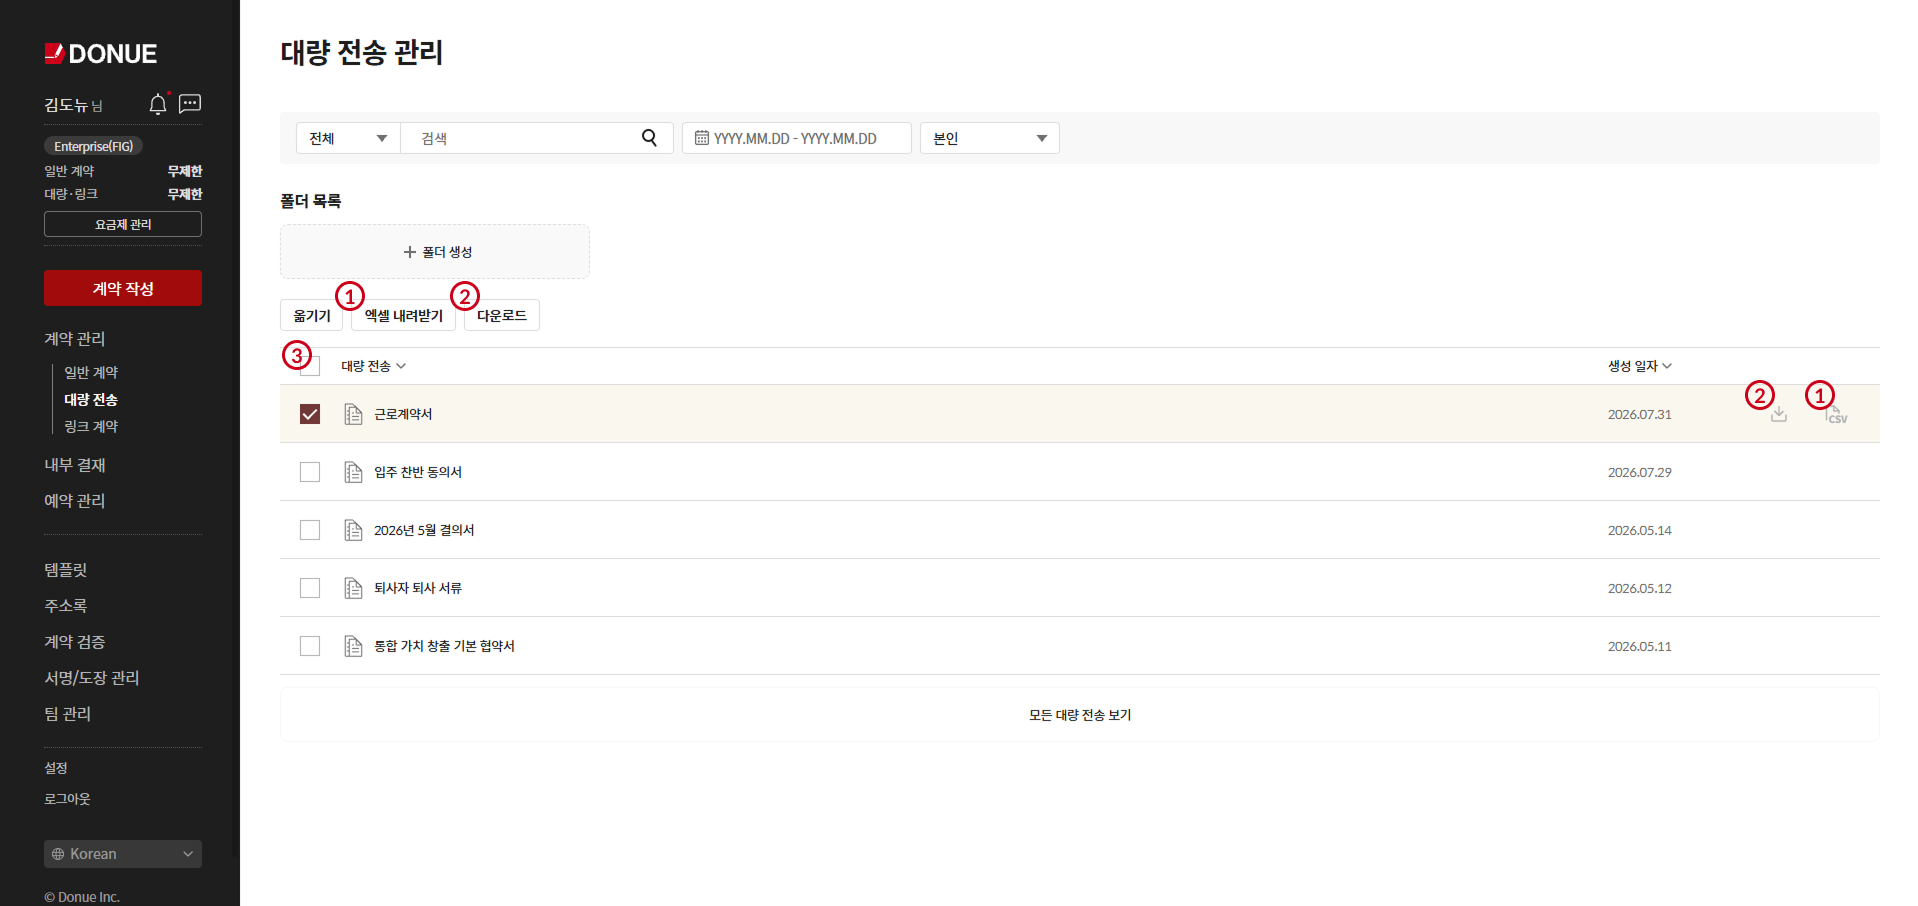 DONUE
김도뉴 님
Enterprise(FIG)
일반 계약 무제한
대량·링크 무제한
요금제 관리
계약 작성
계약 관리
일반 계약
대량 전송
링크 계약
내부 결재
예약 관리
템플릿
주소록
계약 검증
서명/도장 관리
팀 관리
설정
로그아웃
Korean
© Donue Inc.
대량 전송 관리
전체 검색 YYYY.MM.DD - YYYY.MM.DD 본인
폴더 목록
+ 폴더 생성
1 2
옮기기 엑셀 내려받기 다운로드
3
대량 전송 생성 일자
2 1
근로계약서 2026.07.31 CSV
입주 찬반 동의서 2026.07.29
2026년 5월 결의서 2026.05.14
퇴사자 퇴사 서류 2026.05.12
통합 가치 창출 기본 협약서 2026.05.11
모든 대량 전송 보기